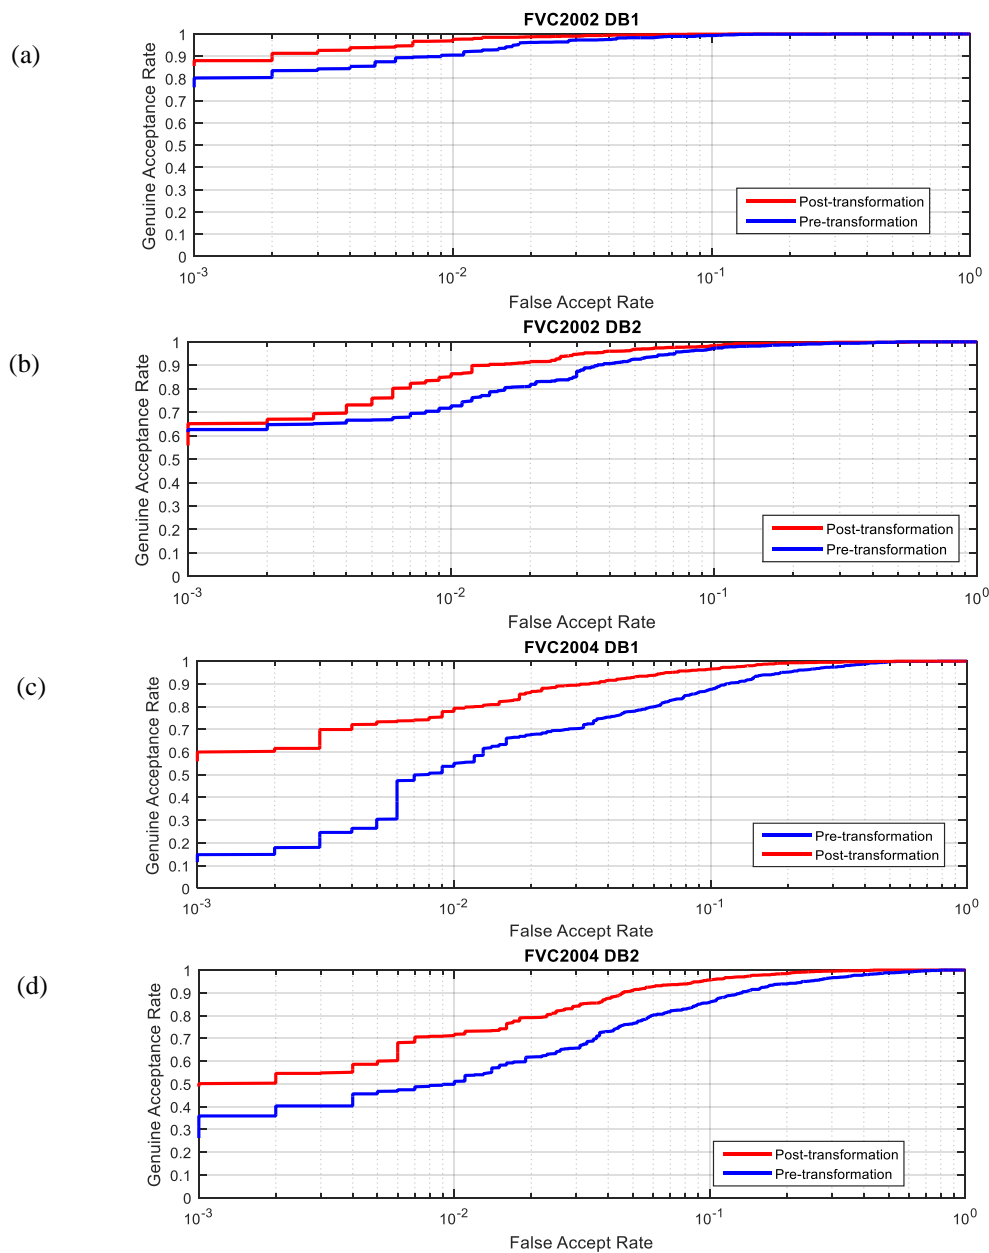 FVC2002 DB1
(a)
Genuine Acceptance Rate
1
0.9
0.8
0.7
0.6
0.5
0.4
0.3
0.2
0.1
0
Post-transformation
Pre-transformation
10^-3
10^-2
10^-1
10^0
False Accept Rate
FVC2002 DB2
(b)
Genuine Acceptance Rate
1
0.9
0.8
0.7
0.6
0.5
0.4
0.3
0.2
0.1
0
Post-transformation
Pre-transformation
10^-3
10^-2
10^-1
10^0
False Accept Rate
FVC2004 DB1
(c)
Genuine Acceptance Rate
1
0.9
0.8
0.7
0.6
0.5
0.4
0.3
0.2
0.1
0
Pre-transformation
Post-transformation
10^-3
10^-2
10^-1
10^0
False Accept Rate
FVC2004 DB2
(d)
Genuine Acceptance Rate
1
0.9
0.8
0.7
0.6
0.5
0.4
0.3
0.2
0.1
0
Post-transformation
Pre-transformation
10^-3
10^-2
10^-1
10^0
False Accept Rate